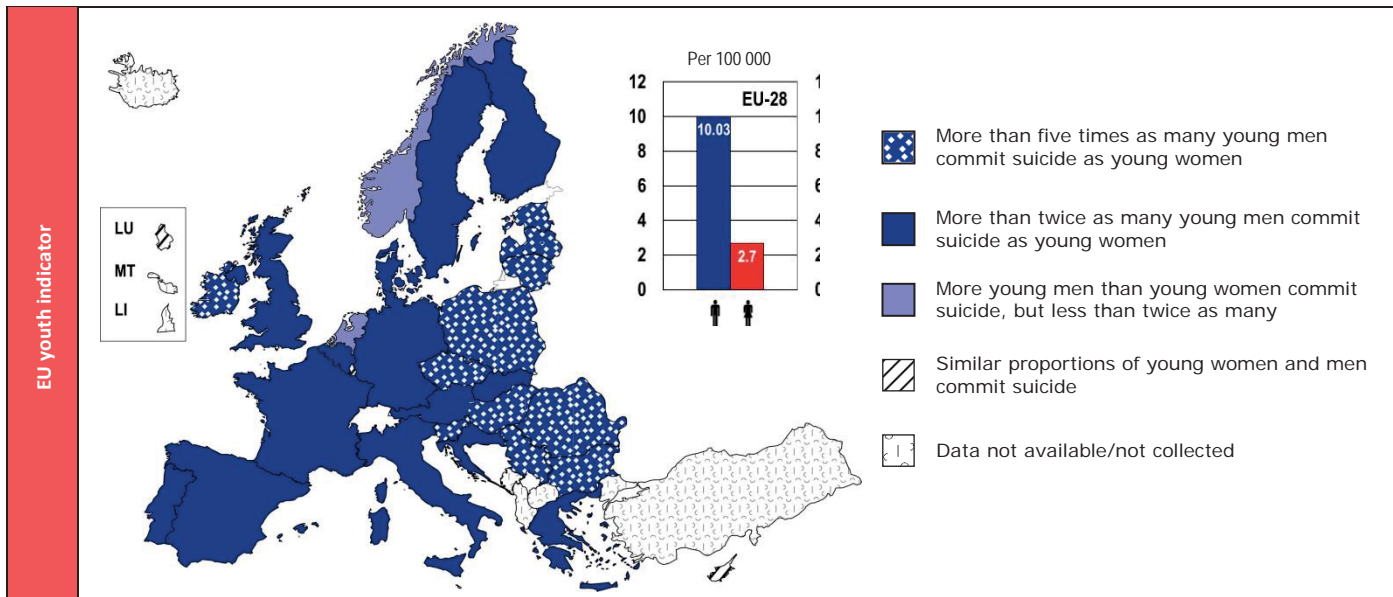 EU youth indicator
LU
MT
LI
Per 100 000
12
10
8
6
4
2
0
EU-28
10.03
2.7
More than five times as many young men
commit suicide as young women
More than twice as many young men commit
suicide as young women
More young men than young women commit
suicide, but less than twice as many
Similar proportions of young women and men
commit suicide
Data not available/not collected